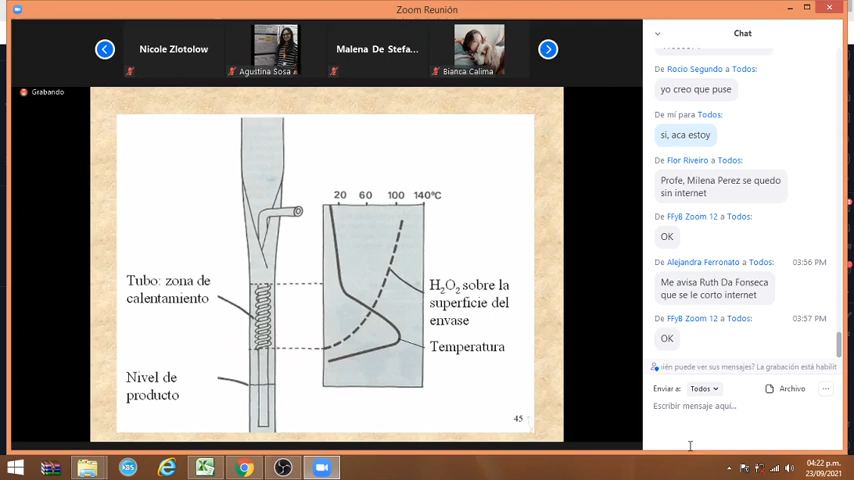 Zoom Reunión
Nicole Zlotolow
Agustina Sosa
Malena De Stefa...
Bianca Calima
Grabando
20 60 100 140°C
Tubo: zona de
calentamiento
Nivel de
producto
H2O2 sobre la
superficie del
envase
Temperatura
45
Chat
De Rocio Segundo a Todos:
yo creo que puse
De mí para Todos:
si, aca estoy
De Flor Riveiro a Todos:
Profe, Milena Perez se quedo
sin internet
De FFyB Zoom 12 a Todos:
OK
De Alejandra Ferronato a Todos: 03:56 PM
Me avisa Ruth Da Fonseca
que se le corto internet
De FFyB Zoom 12 a Todos: 03:57 PM
OK
ién puede ver sus mensajes? La grabación está habilit
Enviar a: Todos Archivo ...
Escribir mensaje aquí...
04:22 p.m.
23/09/2021